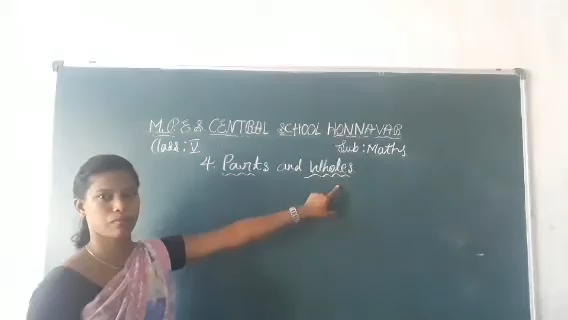 M.P.E S CENTRAL SCHOOL HONNAVAR
Class : V Sub : Maths
4. Parts and Wholes